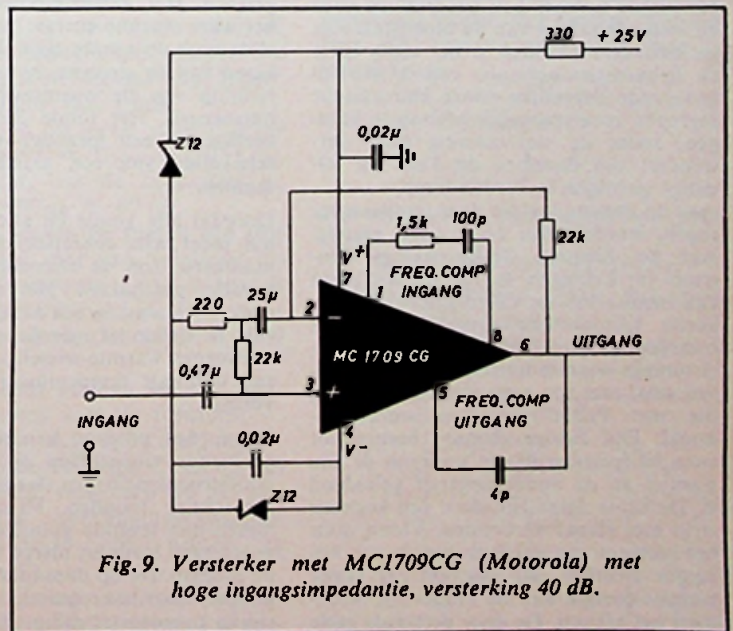 330
+ 25V
Z12
0,02µ
1,5k
100p
22k
V+
7
1
FREQ.COMP
INGANG
220
25µ
2
−
8
MC 1709 CG
6
UITGANG
22k
0,47µ
3
+
5
FREQ.COMP
UITGANG
INGANG
4
V−
0,02µ
4p
Z12
Fig. 9. Versterker met MC1709CG (Motorola) met
hoge ingangsimpedantie, versterking 40 dB.